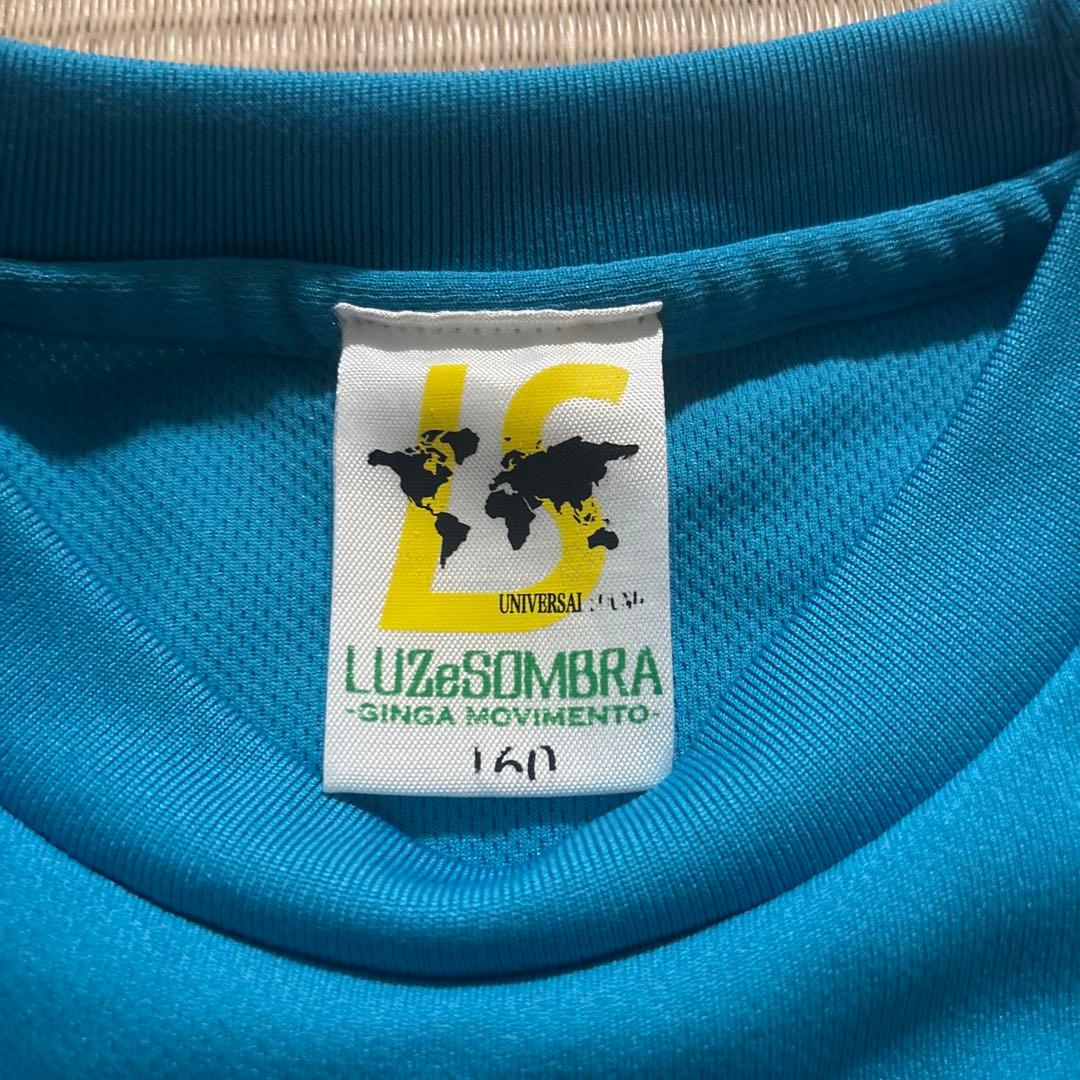 LS
UNIVERSAL
LUZeSOMBRA
-GINGA MOVIMENTO-
160